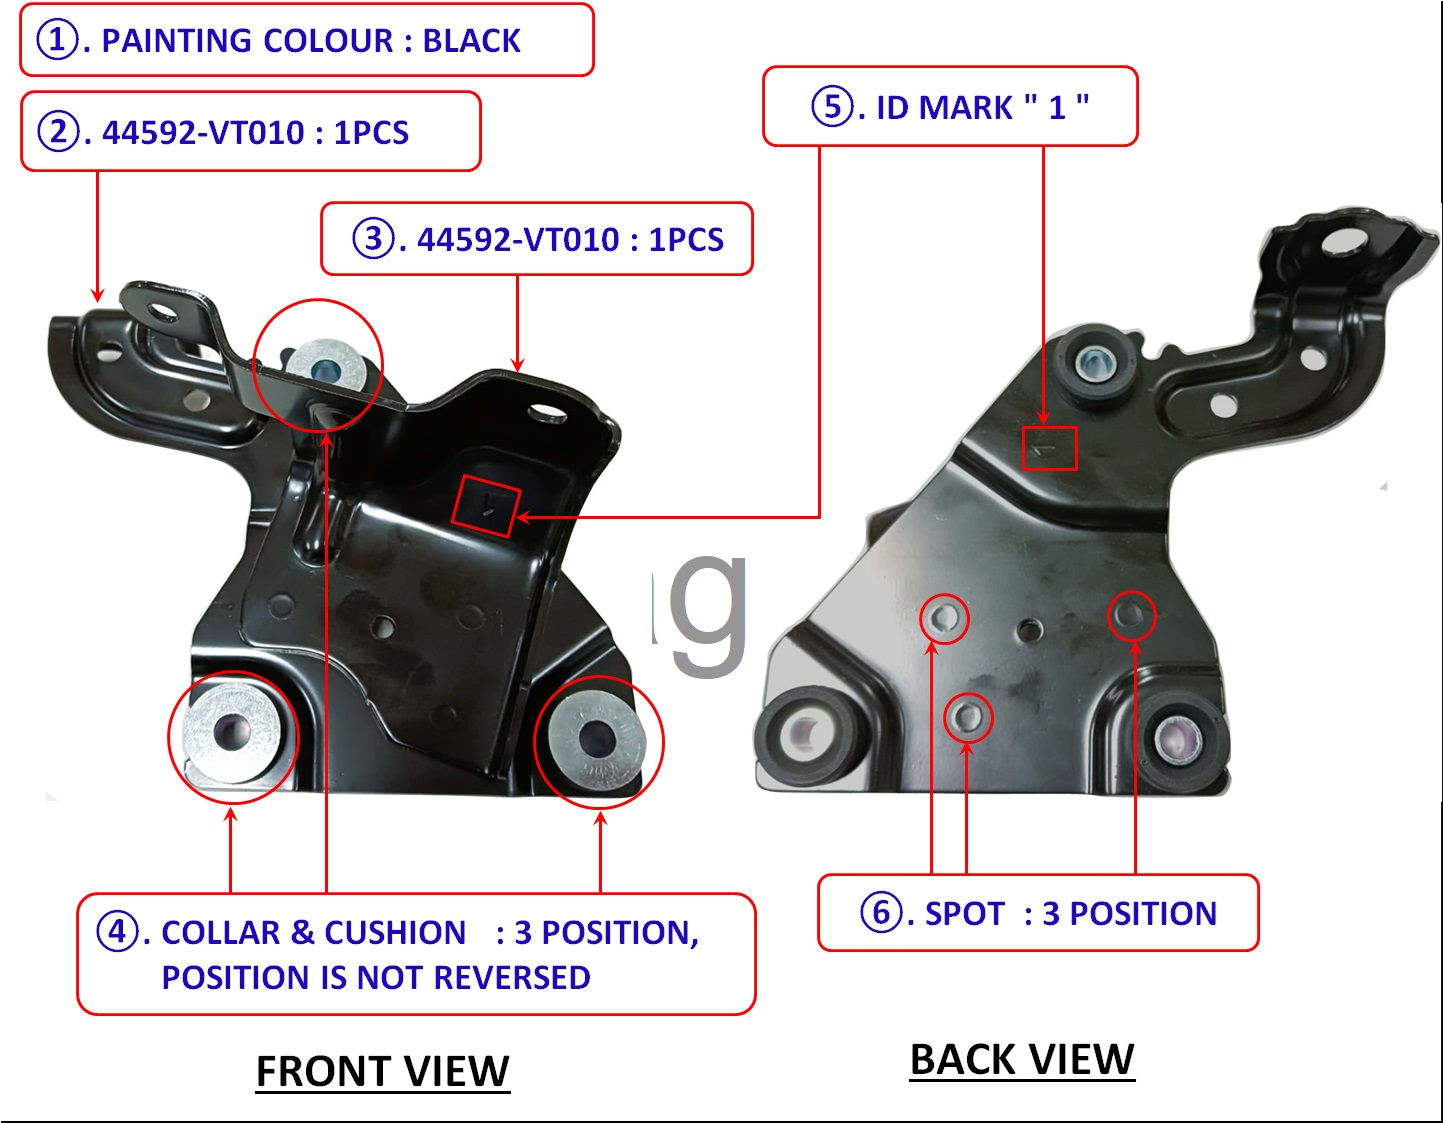 ①. PAINTING COLOUR : BLACK
②. 44592-VT010 : 1PCS
③. 44592-VT010 : 1PCS
⑤. ID MARK " 1 "
④. COLLAR & CUSHION : 3 POSITION,
POSITION IS NOT REVERSED
⑥. SPOT : 3 POSITION
FRONT VIEW
BACK VIEW